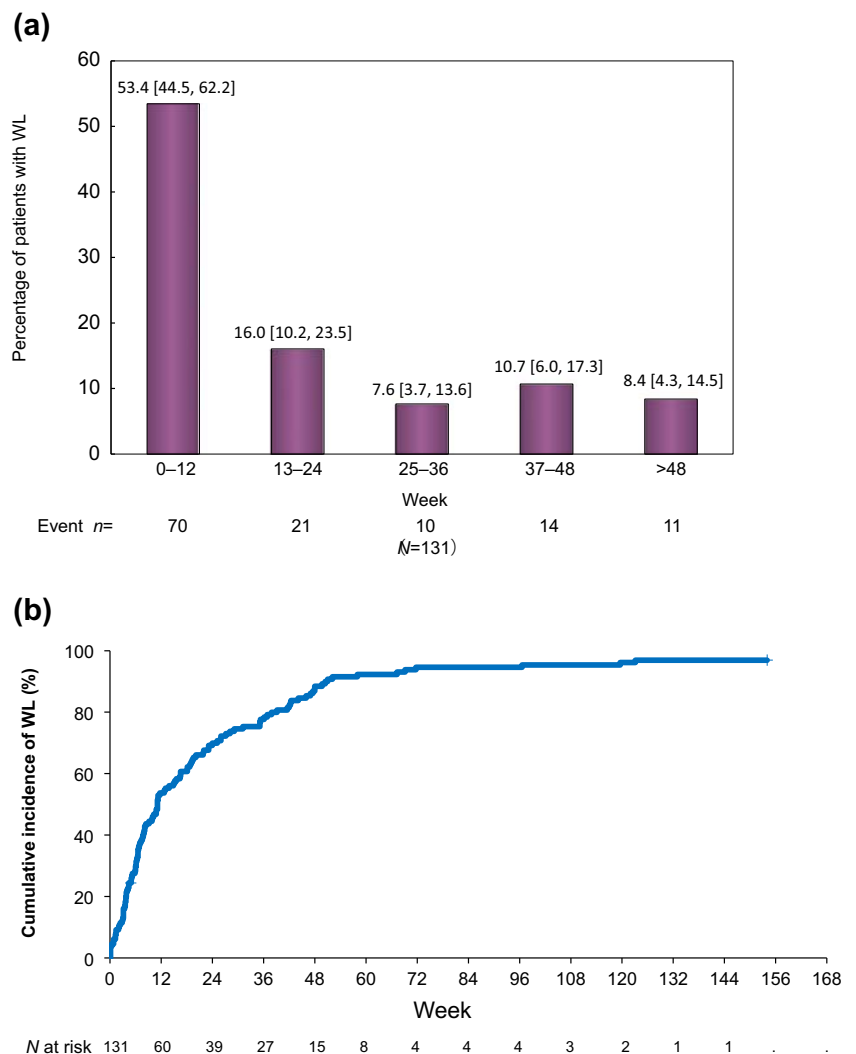 (a)
Percentage of patients with WL
60
50
40
30
20
10
0
53.4 [44.5, 62.2]
16.0 [10.2, 23.5]
7.6 [3.7, 13.6]
10.7 [6.0, 17.3]
8.4 [4.3, 14.5]
0–12 13–24 25–36 37–48 >48
Week
Event n= 70 21 10 14 11
(N=131)
(b)
Cumulative incidence of WL (%)
100
80
60
40
20
0
0 12 24 36 48 60 72 84 96 108 120 132 144 156 168
Week
N at risk 131 60 39 27 15 8 4 4 4 3 2 1 1 . .